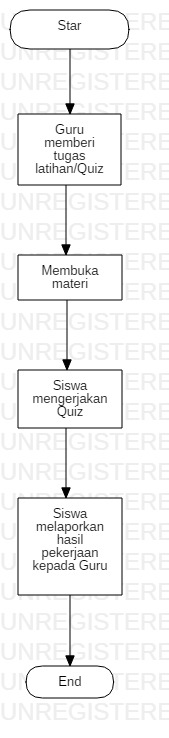 Star
Guru
memberi
tugas
latihan/Quiz
Membuka
materi
Siswa
mengerjakan
Quiz
Siswa
melaporkan
hasil
pekerjaan
kepada Guru
End